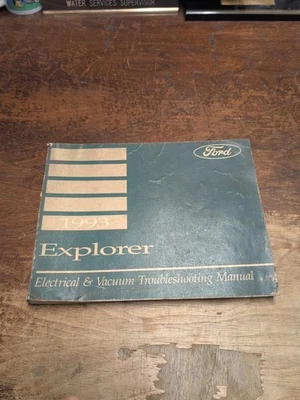 WATER SERVICES SUPERVISOR
Ford
1993
Explorer
Electrical & Vacuum Troubleshooting Manual